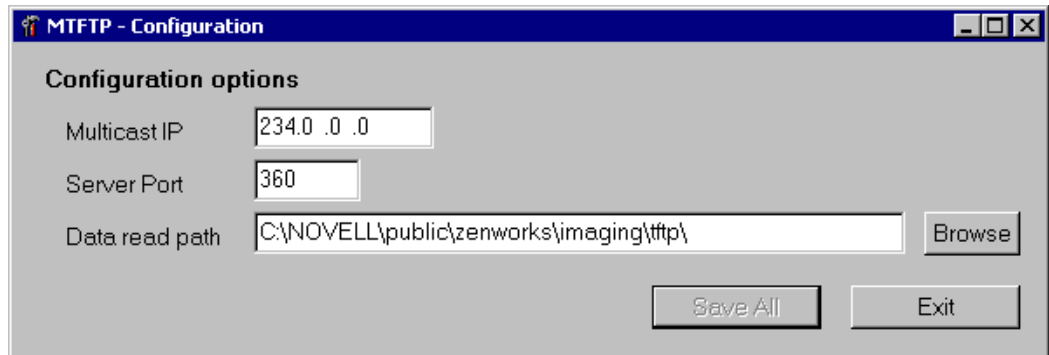 MTFTP - Configuration
Configuration options
Multicast IP 234.0 .0 .0
Server Port 360
Data read path C:\NOVELL\public\zenworks\imaging\tftp\ Browse
Save All Exit